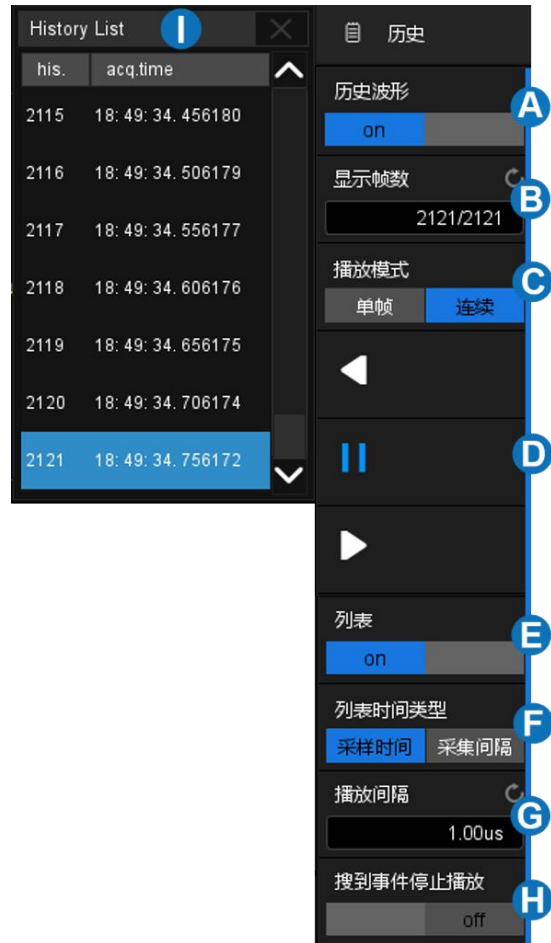 History List I
his. acq.time
2115 18: 49: 34. 456180
2116 18: 49: 34. 506179
2117 18: 49: 34. 556177
2118 18: 49: 34. 606176
2119 18: 49: 34. 656175
2120 18: 49: 34. 706174
2121 18: 49: 34. 756172
历史
历史波形 A
on
显示帧数 B
2121/2121
播放模式 C
单帧 连续
D
列表 E
on
列表时间类型 F
采样时间 采集间隔
播放间隔 G
1.00us
搜到事件停止播放 H
off